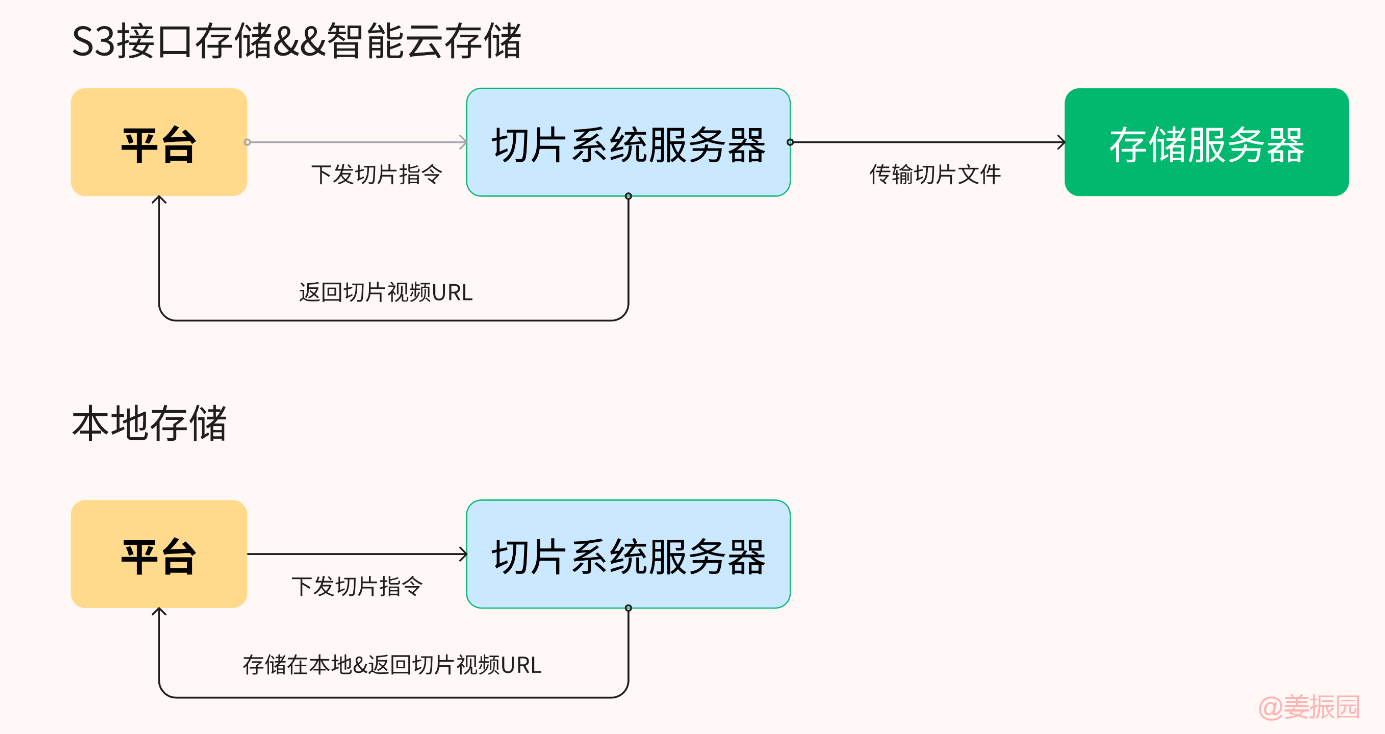 S3接口存储&&智能云存储
平台
切片系统服务器
存储服务器
下发切片指令
传输切片文件
返回切片视频URL
本地存储
平台
切片系统服务器
下发切片指令
存储在本地&返回切片视频URL
@姜振园